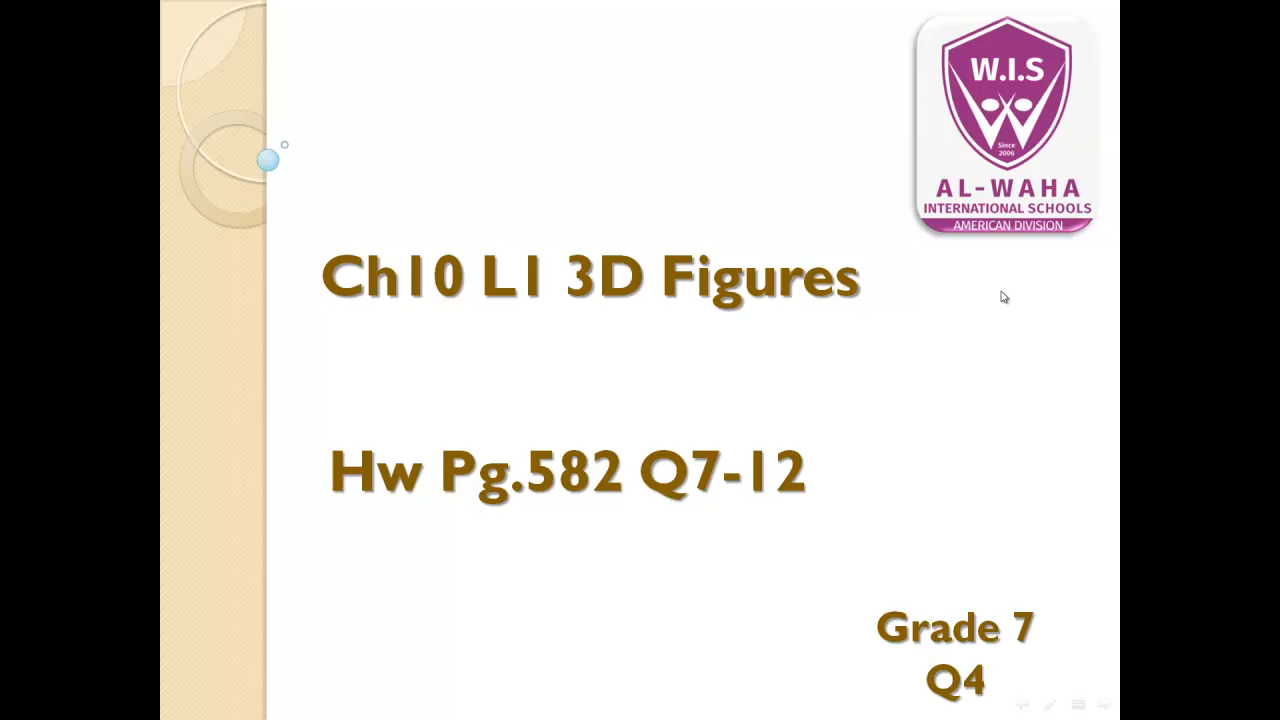 W.I.S
Since
2006
AL-WAHA
INTERNATIONAL SCHOOLS
AMERICAN DIVISION
Ch10 L1 3D Figures
Hw Pg.582 Q7-12
Grade 7
Q4